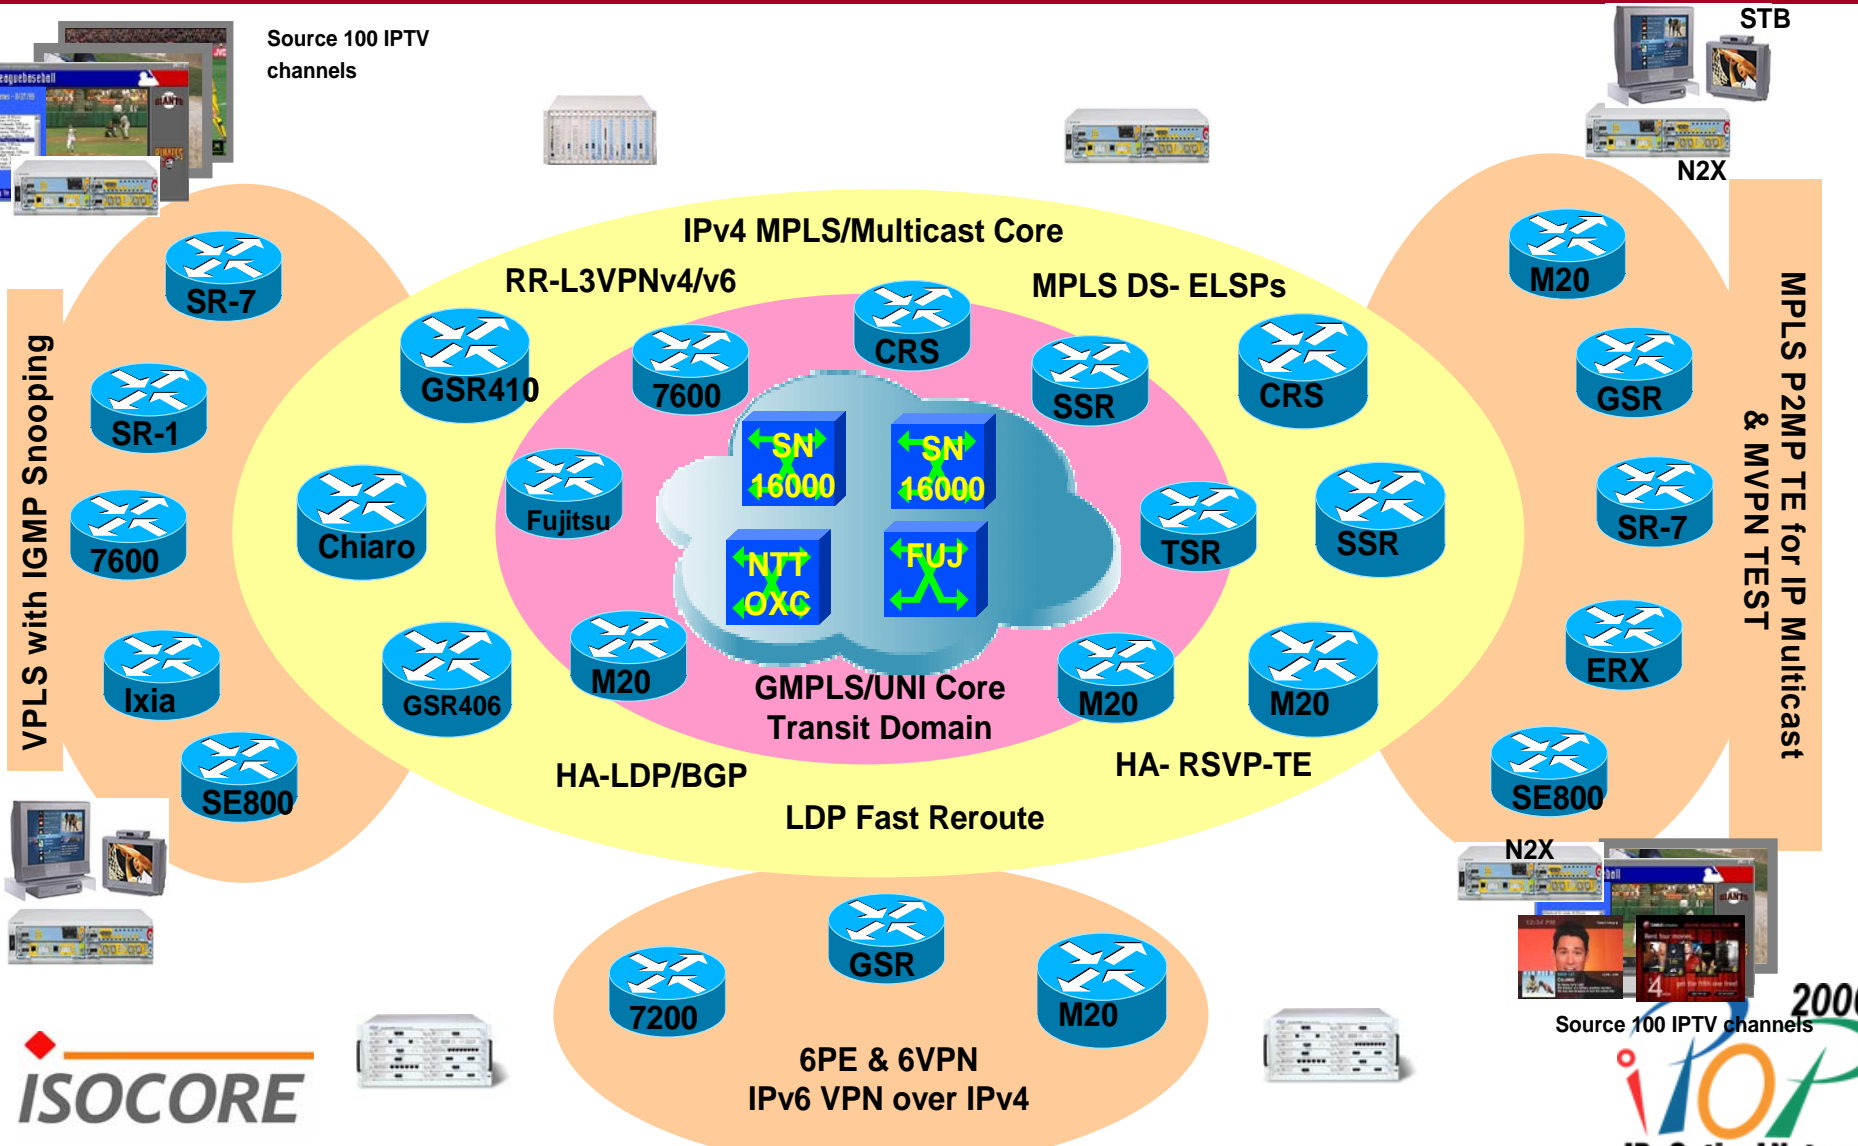 Source 100 IPTV
channels
STB
N2X
IPv4 MPLS/Multicast Core
RR-L3VPNv4/v6
MPLS DS- ELSPs
VPLS with IGMP Snooping
SR-7
SR-1
7600
Ixia
SE800
GSR410
Chiaro
GSR406
7600
CRS
SSR
CRS
Fujitsu
TSR
SSR
M20
M20
M20
SN
16000
SN
16000
NTT
OXC
FUJ
GMPLS/UNI Core
Transit Domain
HA-LDP/BGP
HA- RSVP-TE
LDP Fast Reroute
M20
GSR
SR-7
ERX
SE800
MPLS P2MP TE for IP Multicast
& MVPN TEST
N2X
Source 100 IPTV channels
GSR
7200
M20
6PE & 6VPN
IPv6 VPN over IPv4
ISOCORE
iPOP
GIANTS